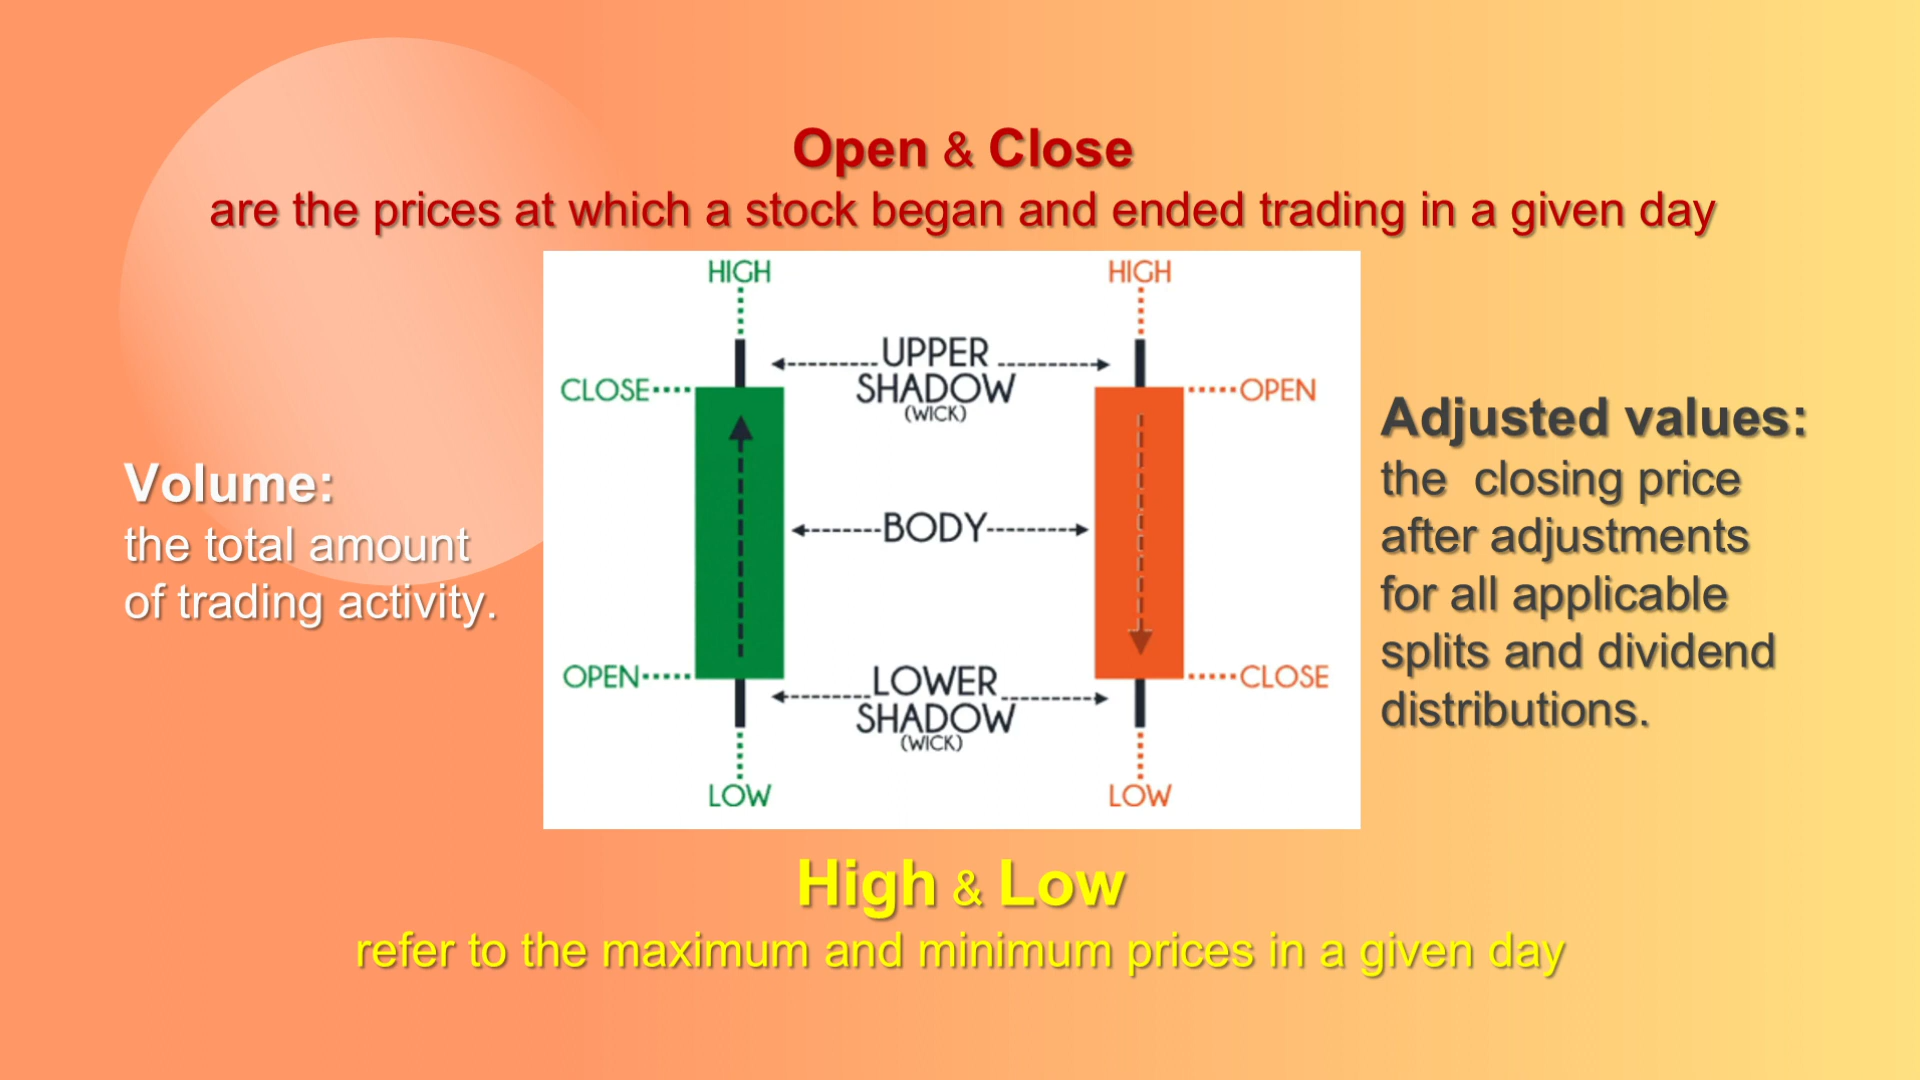 Open & Close
are the prices at which a stock began and ended trading in a given day
HIGH
HIGH
UPPER
SHADOW
(WICK)
CLOSE
OPEN
BODY
OPEN
CLOSE
LOWER
SHADOW
(WICK)
LOW
LOW
Volume:
the total amount
of trading activity.
Adjusted values:
the closing price
after adjustments
for all applicable
splits and dividend
distributions.
High & Low
refer to the maximum and minimum prices in a given day